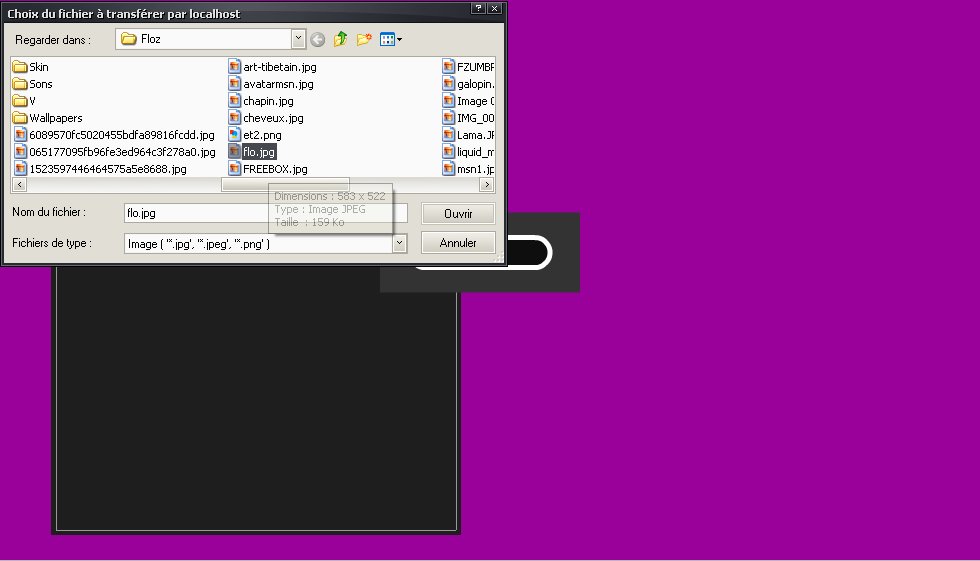 Choix du fichier à transférer par localhost
Regarder dans :
Floz
Skin
Sons
V
Wallpapers
6089570fc5020455bdfa89816fcdd.jpg
065177095fb96fe3ed964c3f278a0.jpg
1523597446464575a5e8688.jpg
art-tibetain.jpg
avatarmsn.jpg
chapin.jpg
cheveux.jpg
et2.png
flo.jpg
FREEBOX.jpg
galopin.
Image
IMG_00
Lama.JP
liquid_m
msn1.jp
Dimensions : 583 x 522
Type : Image JPEG
Taille : 159 Ko
Nom du fichier :
flo.jpg
Ouvrir
Fichiers de type :
Image ( '*.jpg', '*.jpeg', '*.png' )
Annuler